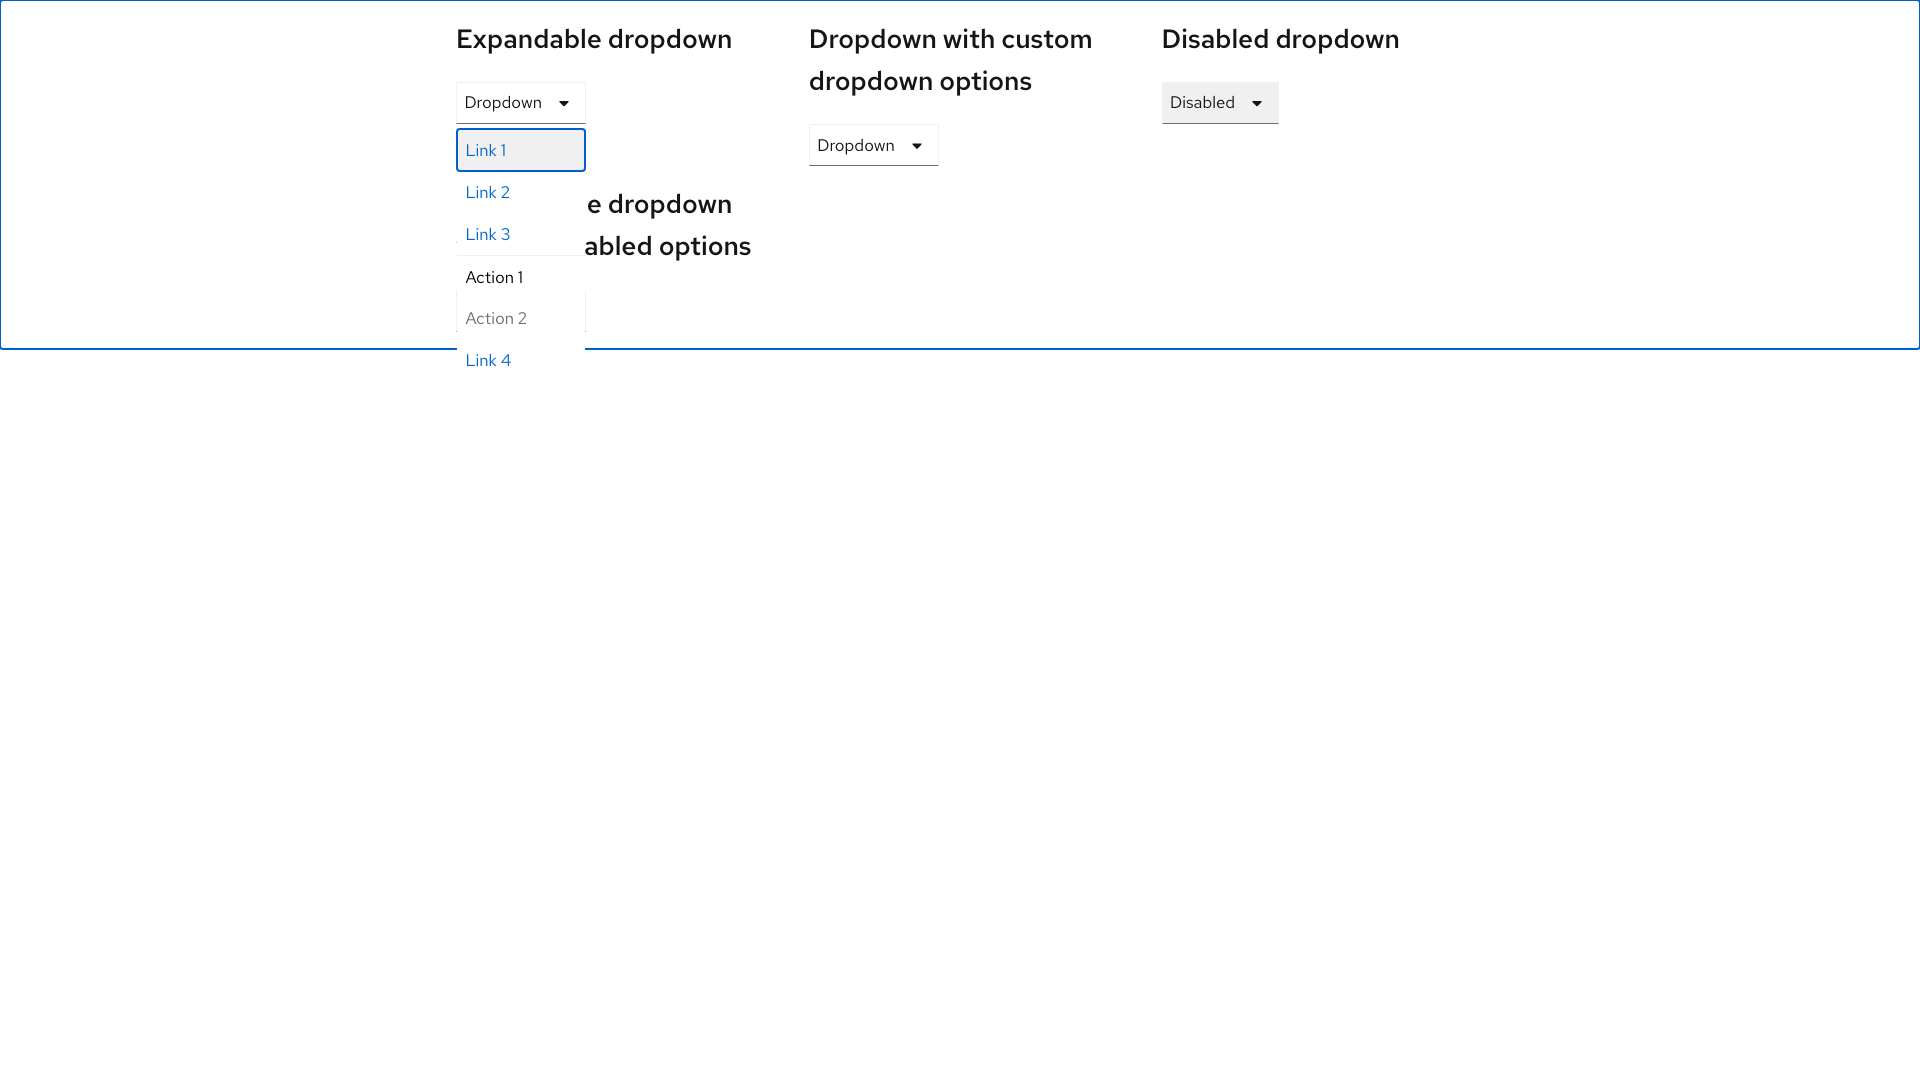 Expandable dropdown
Dropdown
Link 1
Link 2
Link 3
Action 1
Action 2
Link 4
e dropdown
abled options
Dropdown with custom
dropdown options
Dropdown
Disabled dropdown
Disabled